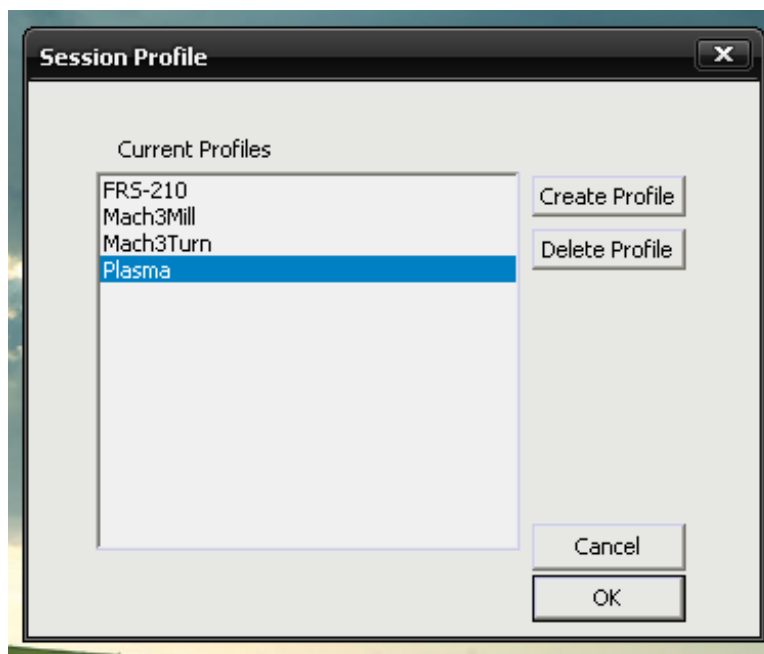 Session Profile
Current Profiles
FRS-210
Mach3Mill
Mach3Turn
Plasma
Create Profile
Delete Profile
Cancel
OK